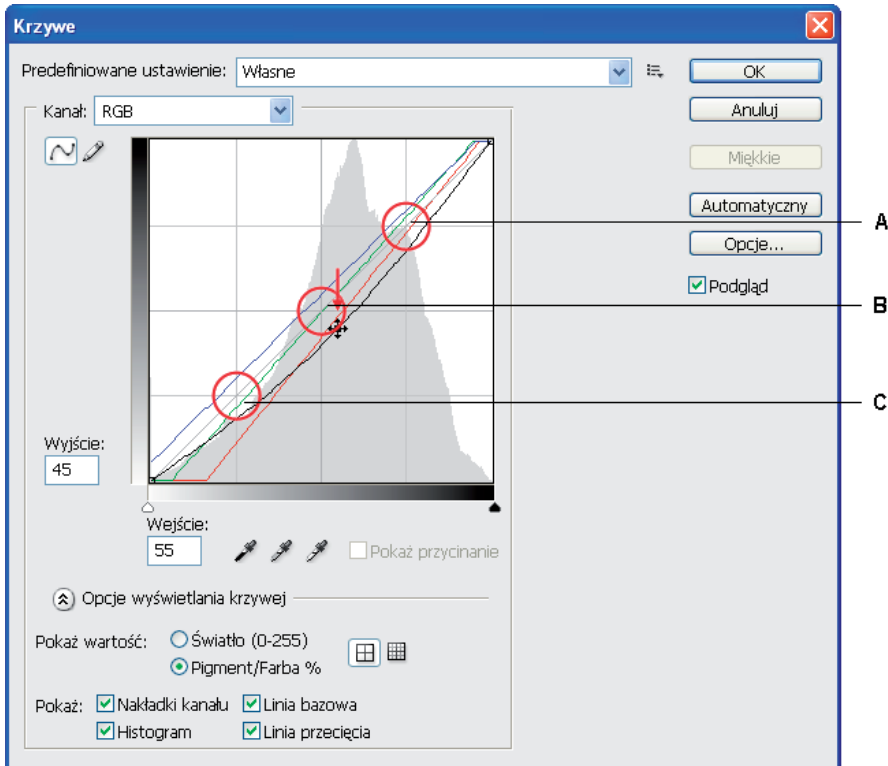 Krzywe
Predefiniowane ustawienie: Własne
OK
Kanał: RGB
Anuluj
Miękkie
Automatyczny
A
Opcje...
Podgląd
B
C
Wyjście:
45
Wejście:
55
Pokaż przycinanie
Opcje wyświetlania krzywej
Pokaż wartość: Światło (0-255)
Pigment/Farba %
Pokaż: Nakładki kanału Linia bazowa
Histogram Linia przecięcia